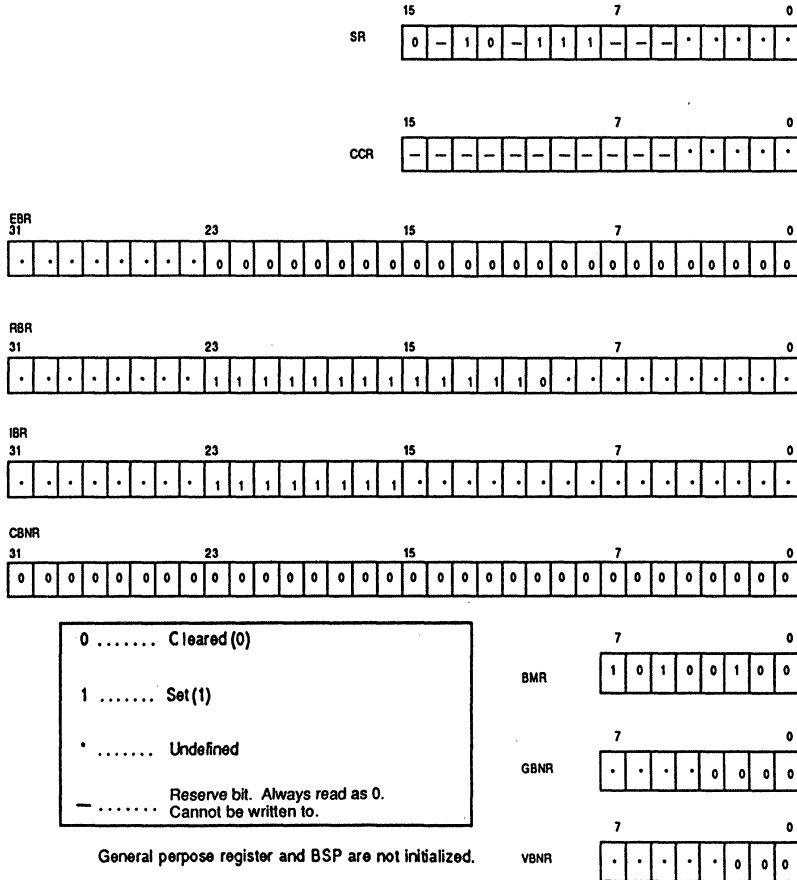 15 7 0
SR 0 – 1 0 – 1 1 1 – – – * * * * *
15 7 0
CCR – – – – – – – – – – – * * * * *
EBR
31 23 15 7 0
* * * * * * * * 0 0 0 0 0 0 0 0 0 0 0 0 0 0 0 0 0 0 0 0 0 0 0 0
RBR
31 23 15 7 0
* * * * * * * * 1 1 1 1 1 1 1 1 1 1 1 1 1 0 * * * * * * * * * *
IBR
31 23 15 7 0
* * * * * * * * 1 1 1 1 1 1 1 1 * * * * * * * * * * * * * * * *
CBNR
31 23 15 7 0
0 0 0 0 0 0 0 0 0 0 0 0 0 0 0 0 0 0 0 0 0 0 0 0 0 0 0 0 0 0 0 0
0 ....... Cleared (0)
1 ....... Set (1)
* ....... Undefined
– ....... Reserve bit. Always read as 0.
Cannot be written to.
General perpose register and BSP are not initialized.
7 0
BMR 1 0 1 0 0 1 0 0
7 0
GBNR * * * * 0 0 0 0
7 0
VBNR * * * * * 0 0 0